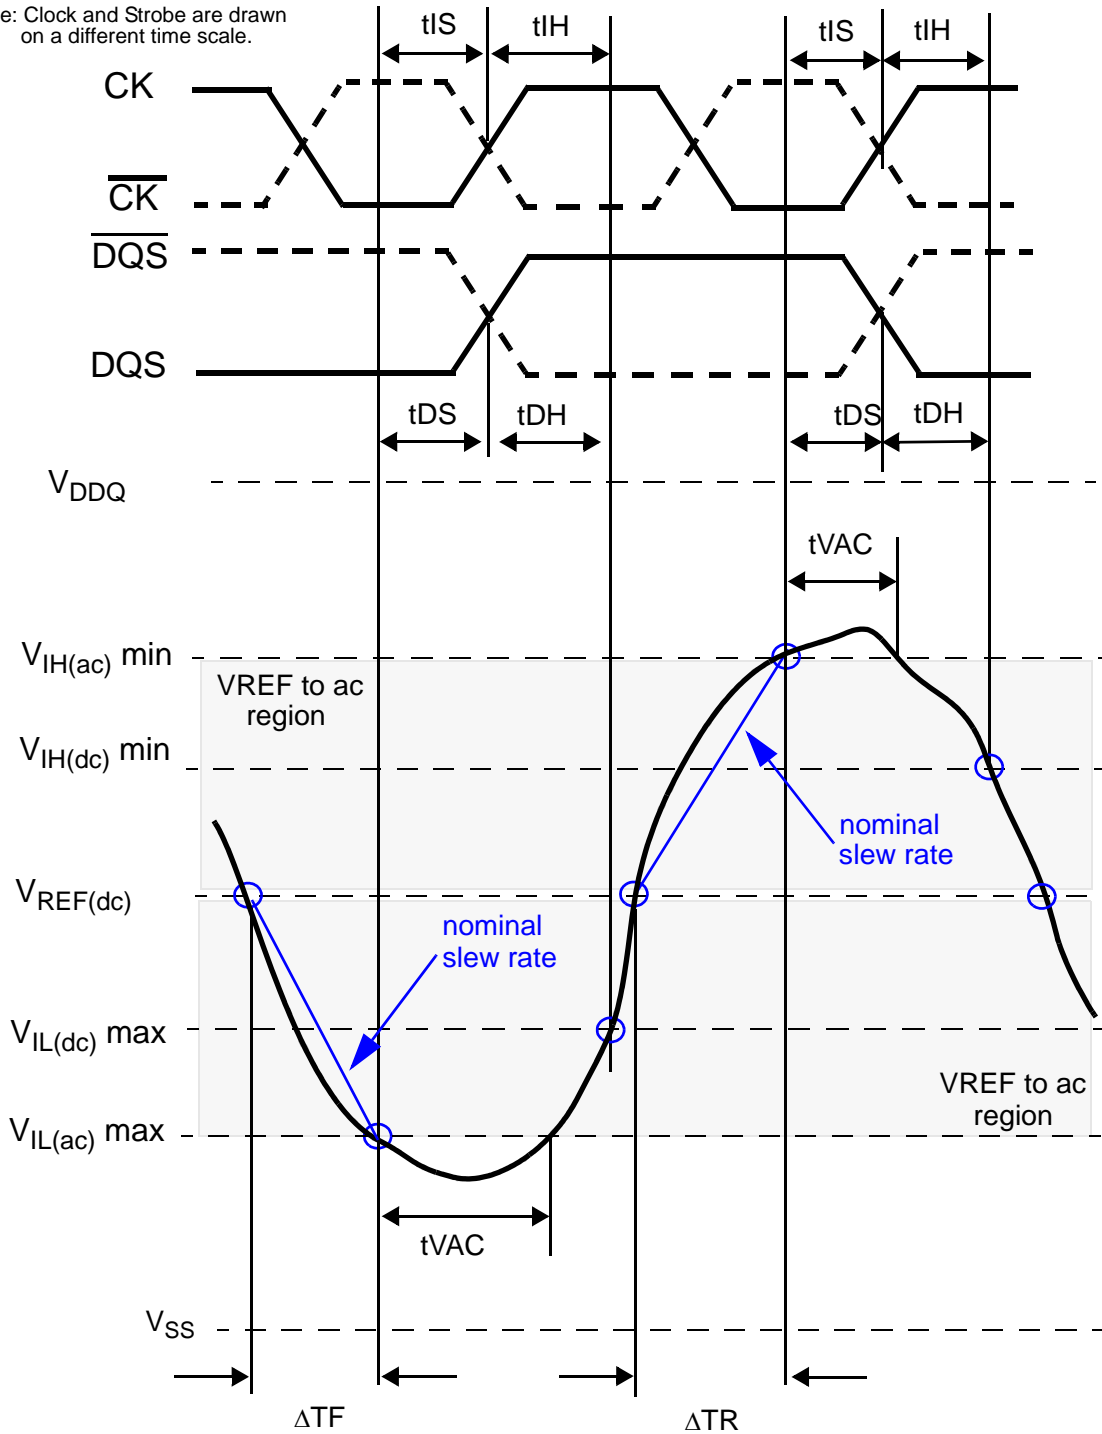 e: Clock and Strobe are drawn
on a different time scale.
tIS
tIH
tIS
tIH
CK
CK
DQS
DQS
tDS
tDH
tDS
tDH
VDDQ
tVAC
VIH(ac) min
VREF to ac
region
VIH(dc) min
nominal
slew rate
VREF(dc)
nominal
slew rate
VIL(dc) max
VREF to ac
region
VIL(ac) max
tVAC
VSS
ΔTF
ΔTR